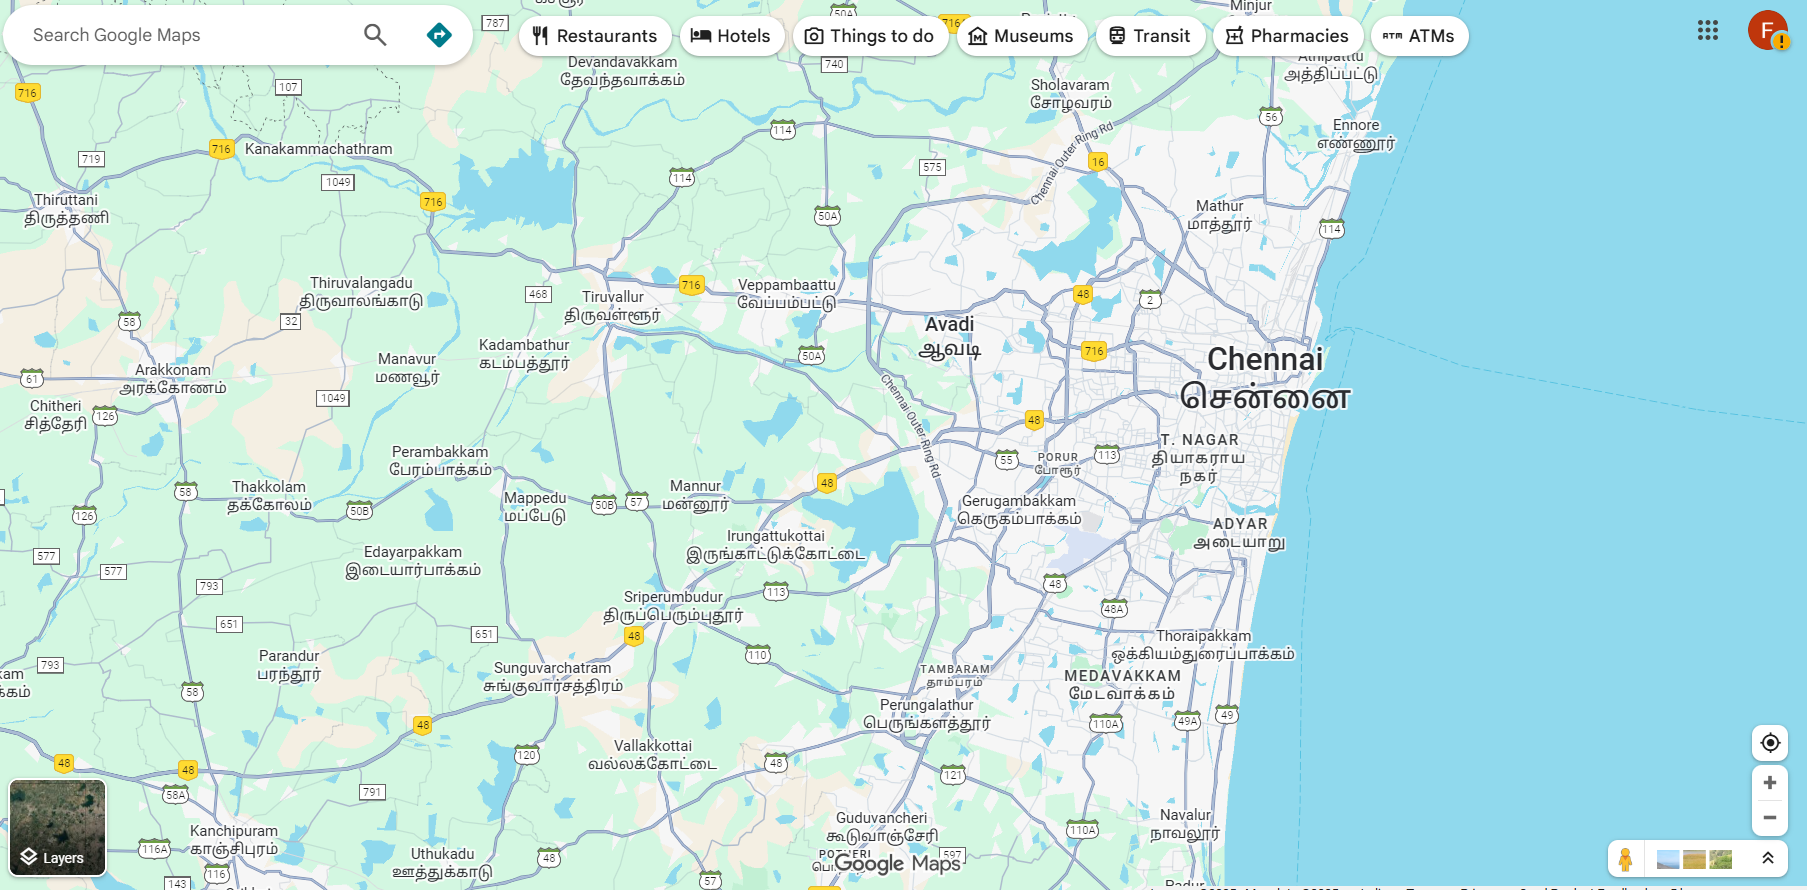 Search Google Maps
Restaurants
Hotels
Things to do
Museums
Transit
Pharmacies
ATMs
F
787
50A
Minjur
716
107
Devandavakkam
தேவந்தவாக்கம்
740
Sholavaram
சோழவரம்
அத்திப்பட்டு
56
Ennore
எண்ணூர்
114
716
Kanakammachathram
719
1049
114
575
16
Chennai Outer Ring Rd
Thiruttani
திருத்தணி
716
50A
Mathur
மாத்தூர்
114
Thiruvalangadu
திருவாலங்காடு
468
Tiruvallur
திருவள்ளூர்
716
Veppambaattu
வேப்பம்பட்டு
48
2
58
32
Avadi
ஆவடி
Kadambathur
கடம்பத்தூர்
50A
716
Chennai
சென்னை
Manavur
மணவூர்
Arakkonam
அரக்கோணம்
61
1049
Chitheri
சித்தேரி
126
Chennai Outer Ring Rd
48
T. NAGAR
தியாகராய
நகர்
Perambakkam
பேரம்பாக்கம்
55
PORUR
போரூர்
113
Thakkolam
தக்கோலம்
58
50B
Mappedu
மப்பேடு
50B
57
Mannur
மன்னூர்
48
Gerugambakkam
கெருகம்பாக்கம்
126
ADYAR
அடையாறு
577
577
793
Edayarpakkam
இடையார்பாக்கம்
Irungattukottai
இருங்காட்டுக்கோட்டை
113
48
48A
Sriperumbudur
திருப்பெரும்புதூர்
48
651
651
Thoraipakkam
ஒக்கியம்துரைப்பாக்கம்
793
Parandur
பரந்தூர்
Sunguvarchatram
சுங்குவார்சத்திரம்
110
TAMBARAM
தாம்பரம்
MEDAVAKKAM
மேடவாக்கம்
58
48
Perungalathur
பெருங்களத்தூர்
110A
49A
49
48
48
120
Vallakkottai
வல்லக்கோட்டை
48
121
58A
791
Kanchipuram
காஞ்சிபுரம்
116A
116
143
Uthukadu
ஊத்துக்காடு
48
Guduvancheri
கூடுவாஞ்சேரி
110A
Navalur
நாவலூர்
597
57
Google Maps
Layers